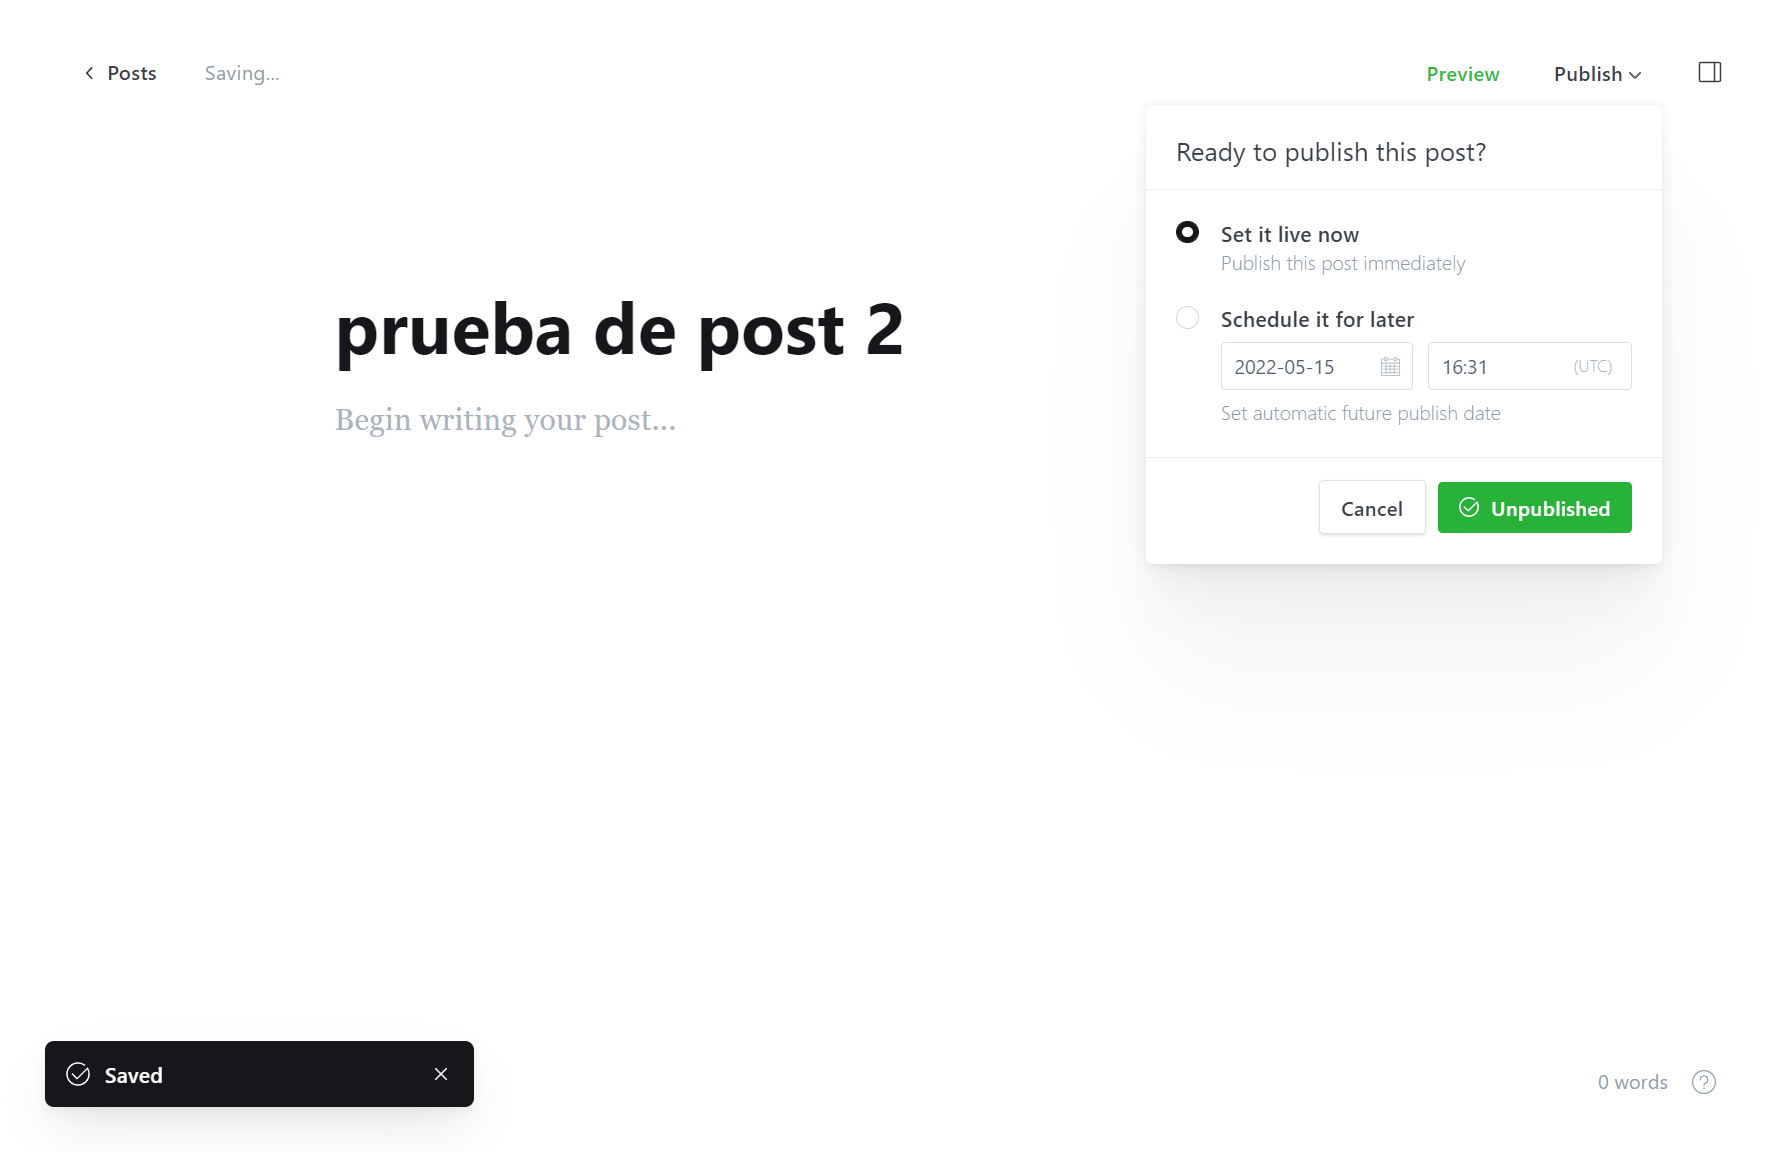 Posts
Saving...
Preview
Publish
Ready to publish this post?
Set it live now
Publish this post immediately
Schedule it for later
2022-05-15
16:31
(UTC)
Set automatic future publish date
Cancel
Unpublished
prueba de post 2
Begin writing your post...
Saved
0 words
?